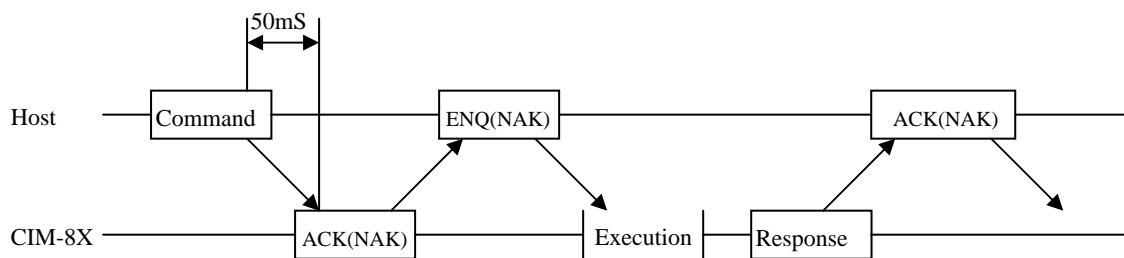 50mS
Host
Command
ENQ(NAK)
ACK(NAK)
CIM-8X
ACK(NAK)
Execution
Response